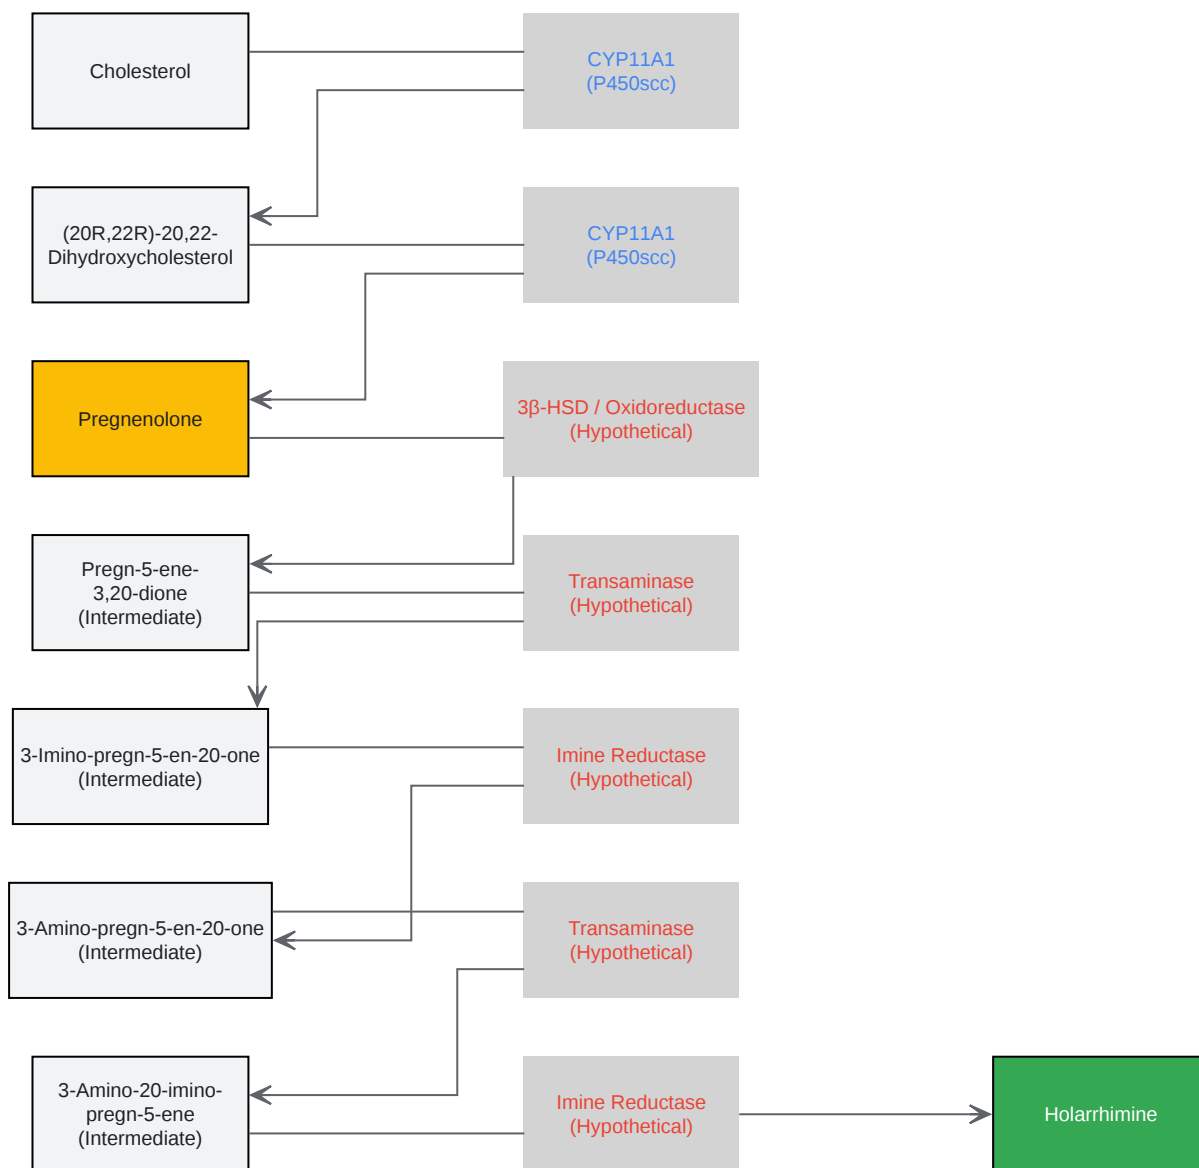 Cholesterol
CYP11A1
(P450scc)
(20R,22R)-20,22-
Dihydroxycholesterol
CYP11A1
(P450scc)
Pregnenolone
3β-HSD / Oxidoreductase
(Hypothetical)
Pregn-5-ene-
3,20-dione
(Intermediate)
Transaminase
(Hypothetical)
3-Imino-pregn-5-en-20-one
(Intermediate)
Imine Reductase
(Hypothetical)
3-Amino-pregn-5-en-20-one
(Intermediate)
Transaminase
(Hypothetical)
3-Amino-20-imino-
pregn-5-ene
(Intermediate)
Imine Reductase
(Hypothetical)
Holarrhimine